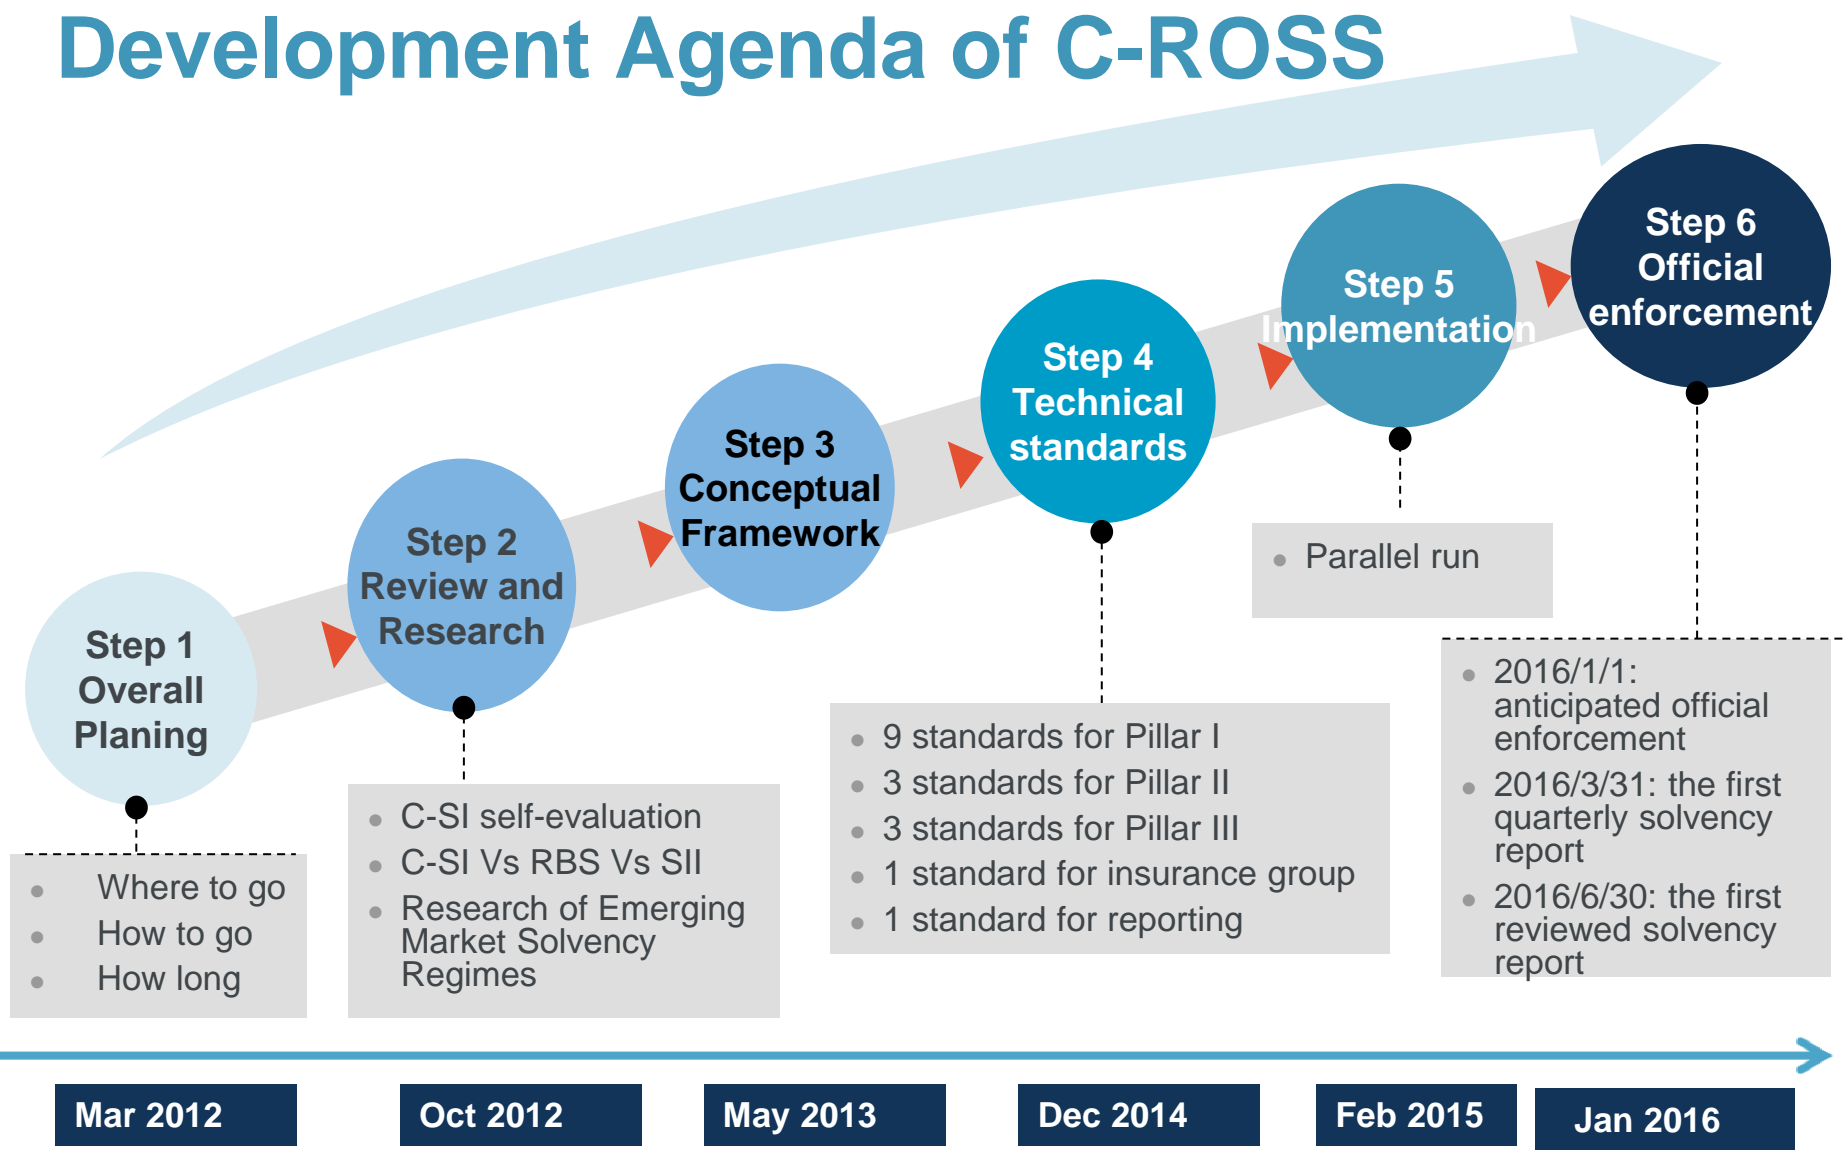 Development Agenda of C-ROSS
Step 1
Overall
Planing
Where to go
How to go
How long
Step 2
Review and
Research
C-SI self-evaluation
C-SI Vs RBS Vs SII
Research of Emerging
Market Solvency
Regimes
Step 3
Conceptual
Framework
Step 4
Technical
standards
9 standards for Pillar I
3 standards for Pillar II
3 standards for Pillar III
1 standard for insurance group
1 standard for reporting
Step 5
Implementation
Parallel run
Step 6
Official
enforcement
2016/1/1:
anticipated official
enforcement
2016/3/31: the first
quarterly solvency
report
2016/6/30: the first
reviewed solvency
report
Mar 2012
Oct 2012
May 2013
Dec 2014
Feb 2015
Jan 2016